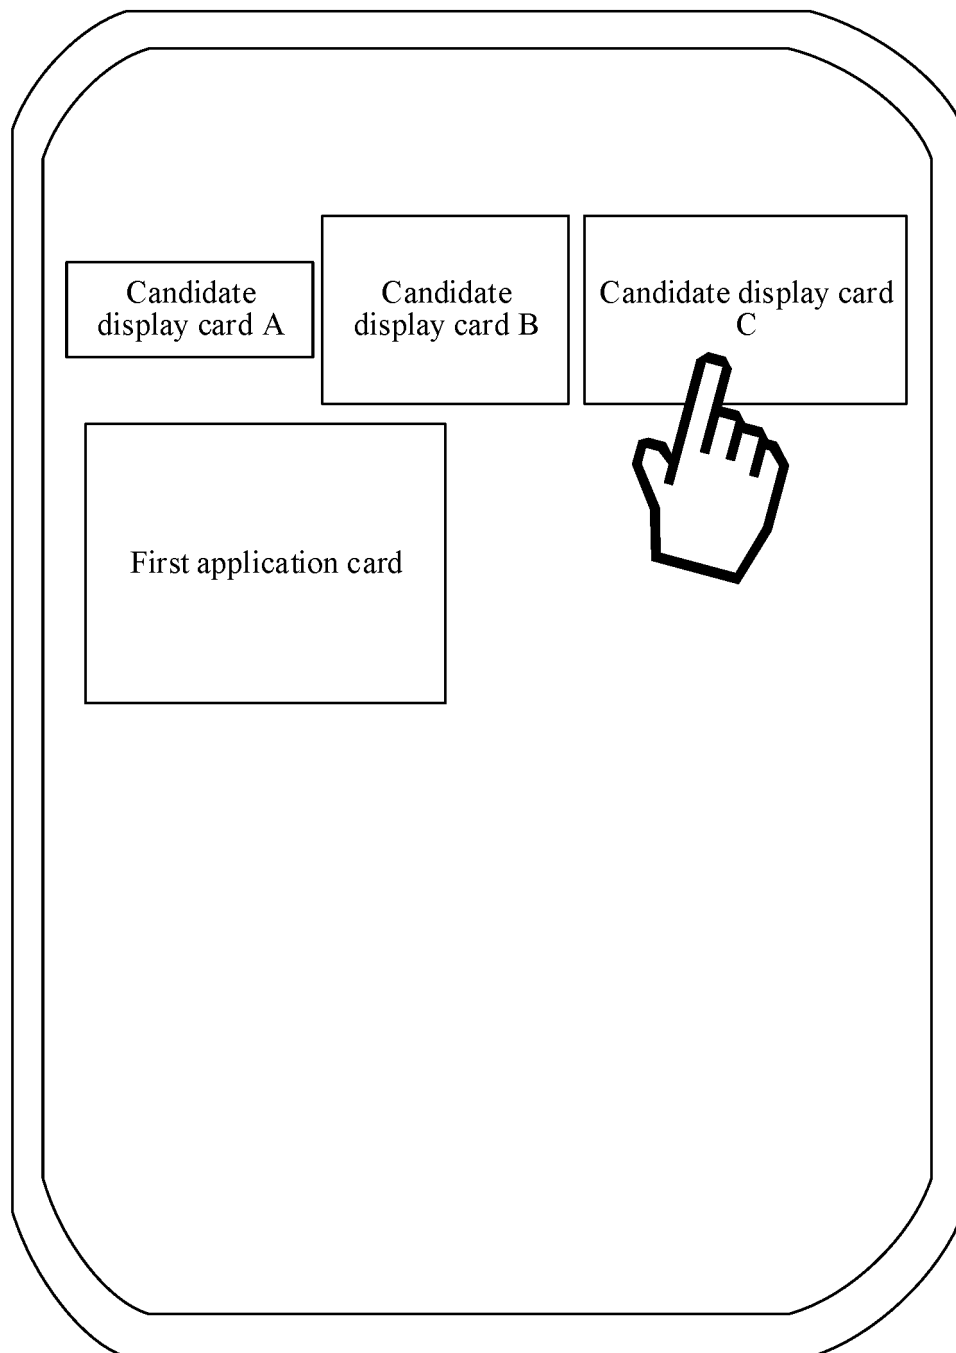 Candidate
display card A
Candidate
display card B
Candidate display card
C
First application card